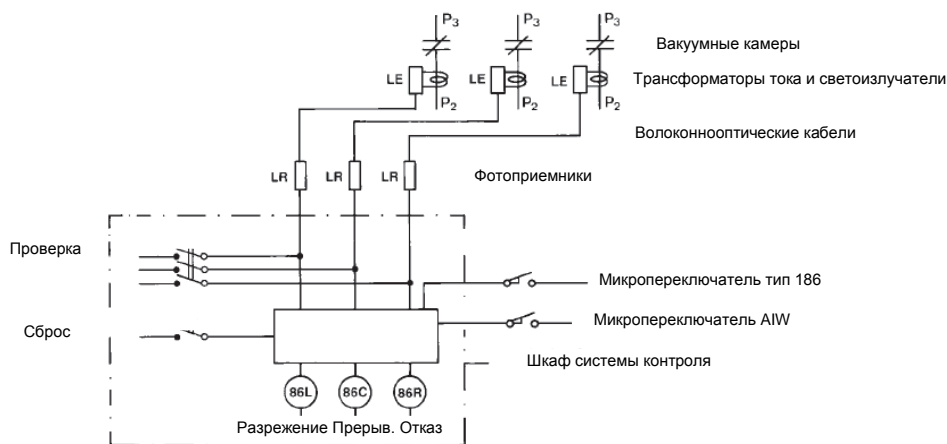 P3 P3 P3
Вакуумные камеры
LE LE LE
Трансформаторы тока и светоизлучатели
P2 P2 P2
Волоконнооптические кабели
LR LR LR
Фотоприемники
Проверка
Микропереключатель тип 186
Микропереключатель AIW
Сброс
Шкаф системы контроля
86L 86C 86R
Разрежение Прерыв. Отказ